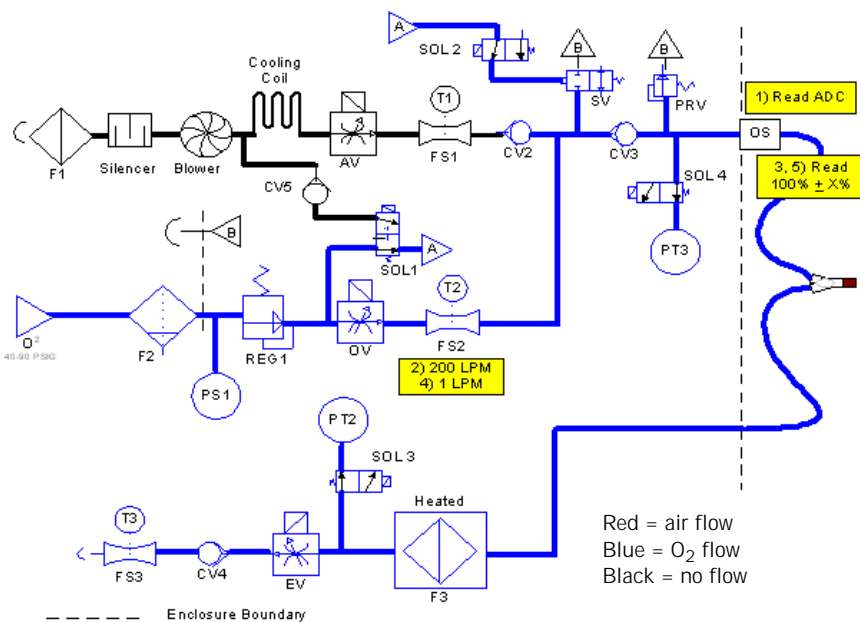 A
SOL 2
B
B
Cooling
Coil
T1
SV
PRV
1) Read ADC
F1
Silencer
Blower
AV
FS1
CV2
CV3
OS
CV5
SOL 4
3, 5) Read
100% ± X%
B
SOL1
A
PT3
T2
O2
40-90 PSIG
F2
REG1
OV
FS2
2) 200 LPM
4) 1 LPM
PS1
PT2
SOL 3
Heated
T3
FS3
CV4
EV
F3
Red = air flow
Blue = O2 flow
Black = no flow
Enclosure Boundary